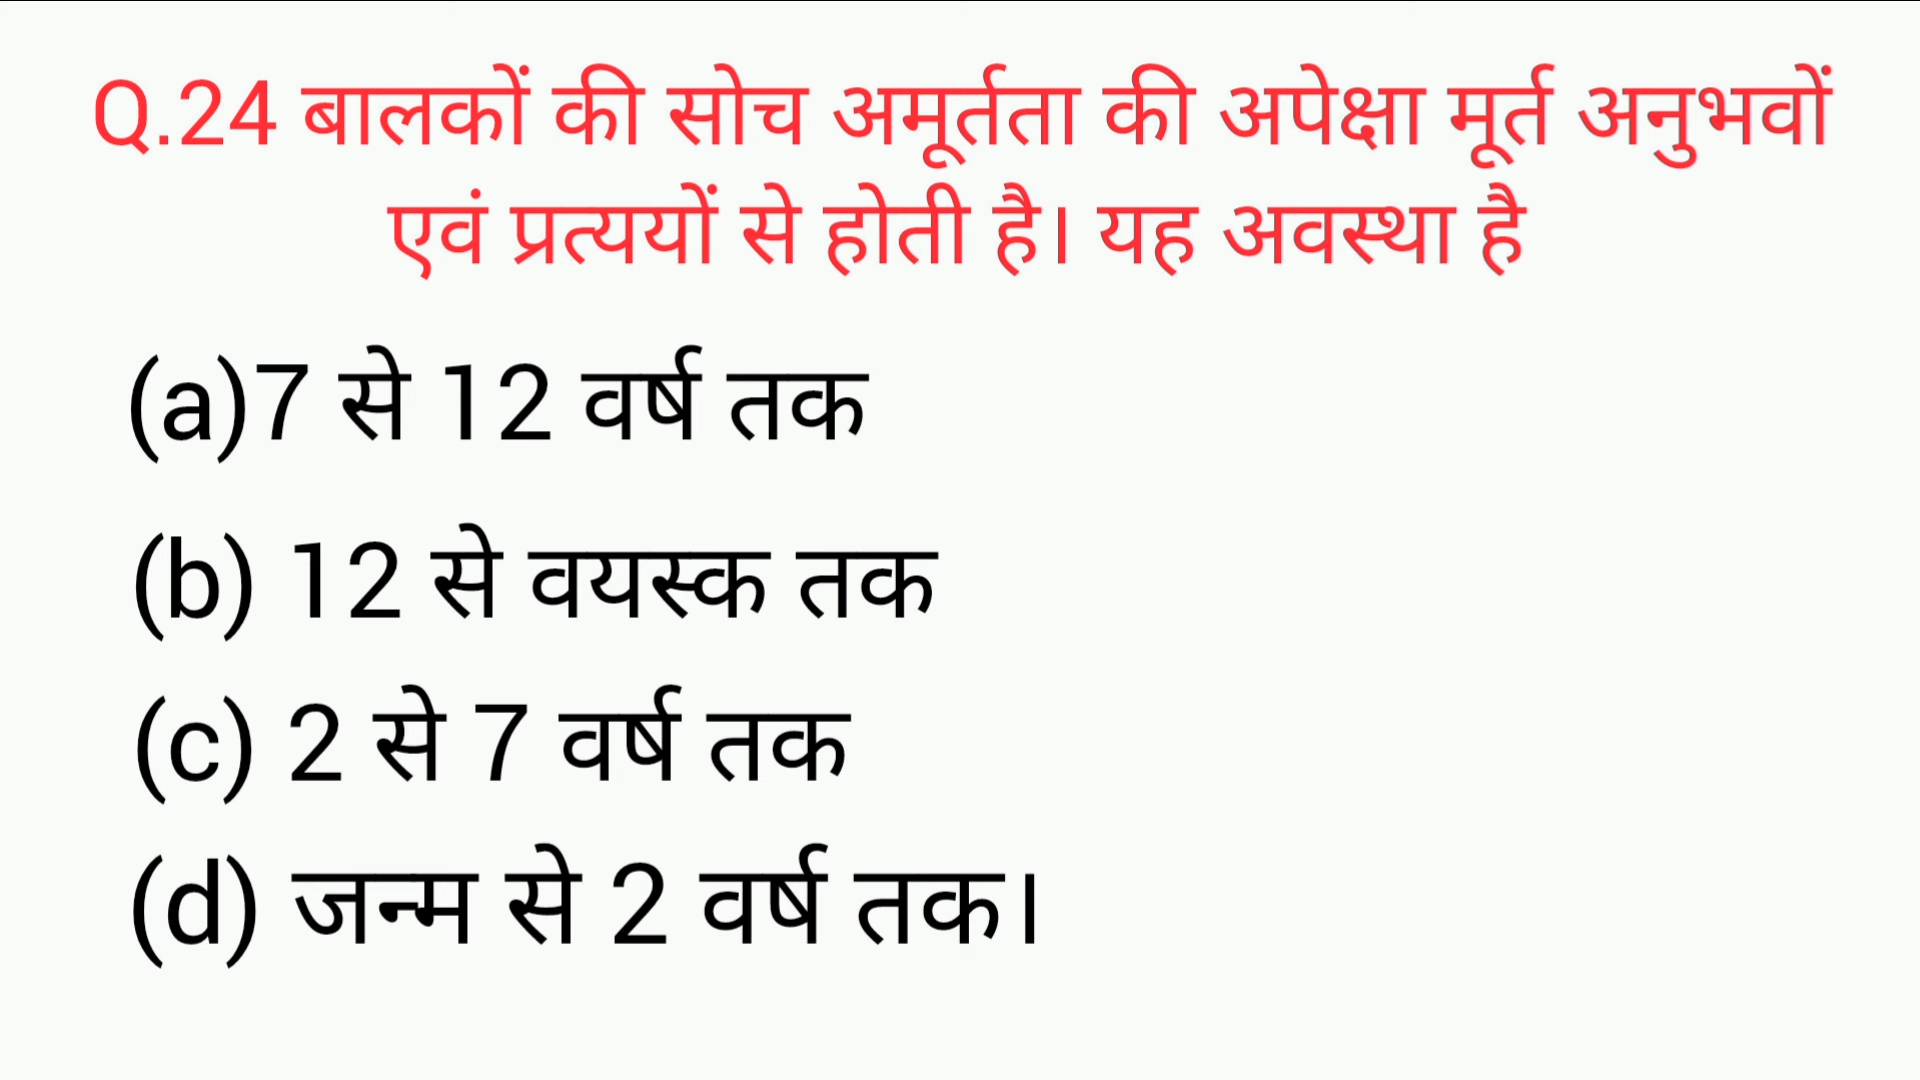 Q.24 बालकों की सोच अमूर्तता की अपेक्षा मूर्त अनुभवों
एवं प्रत्ययों से होती है। यह अवस्था है
(a)7 से 12 वर्ष तक
(b) 12 से वयस्क तक
(c) 2 से 7 वर्ष तक
(d) जन्म से 2 वर्ष तक।